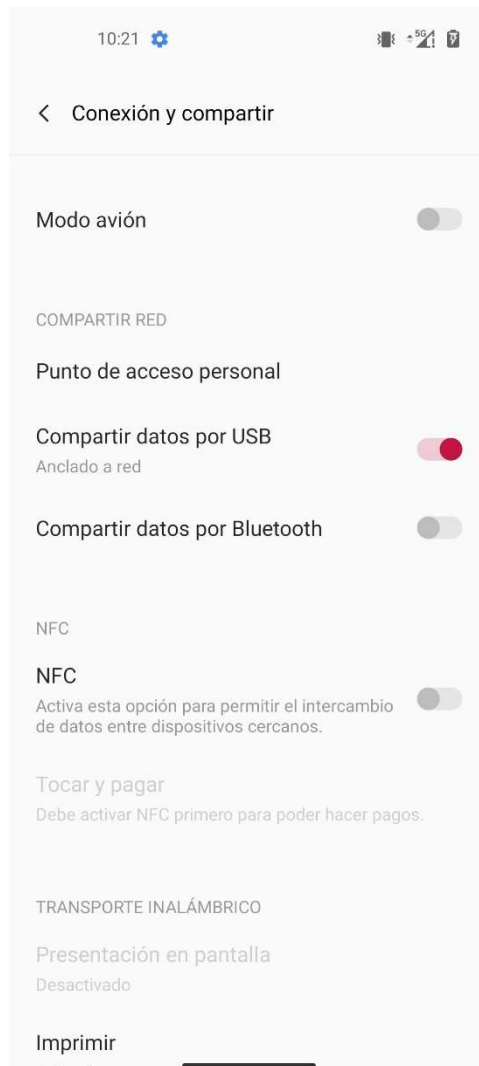 10:21
5G
Conexión y compartir
Modo avión
COMPARTIR RED
Punto de acceso personal
Compartir datos por USB
Anclado a red
Compartir datos por Bluetooth
NFC
NFC
Activa esta opción para permitir el intercambio
de datos entre dispositivos cercanos.
Tocar y pagar
Debe activar NFC primero para poder hacer pagos.
TRANSPORTE INALÁMBRICO
Presentación en pantalla
Desactivado
Imprimir